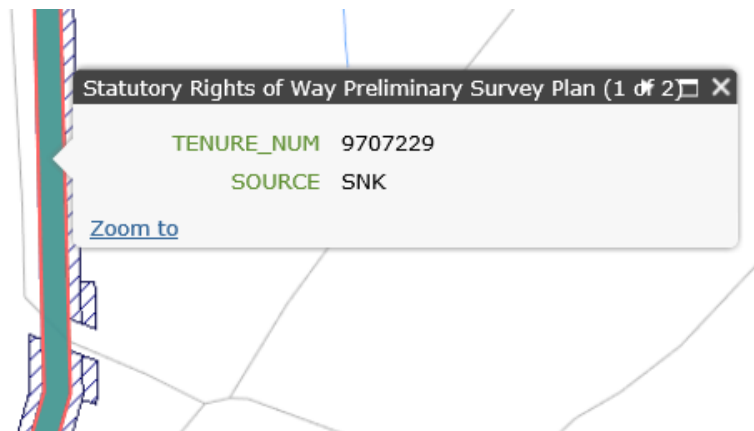 Statutory Rights of Way Preliminary Survey Plan (1 of 2)
TENURE_NUM 9707229
SOURCE SNK
Zoom to